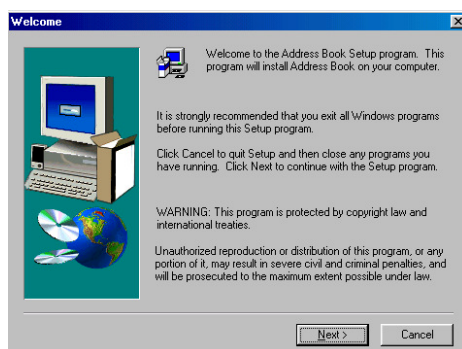 Welcome
Welcome to the Address Book Setup program. This
program will install Address Book on your computer.
It is strongly recommended that you exit all Windows programs
before running this Setup program.
Click Cancel to quit Setup and then close any programs you
have running. Click Next to continue with the Setup program.
WARNING: This program is protected by copyright law and
international treaties.
Unauthorized reproduction or distribution of this program, or any
portion of it, may result in severe civil and criminal penalties, and
will be prosecuted to the maximum extent possible under law.
Next > Cancel